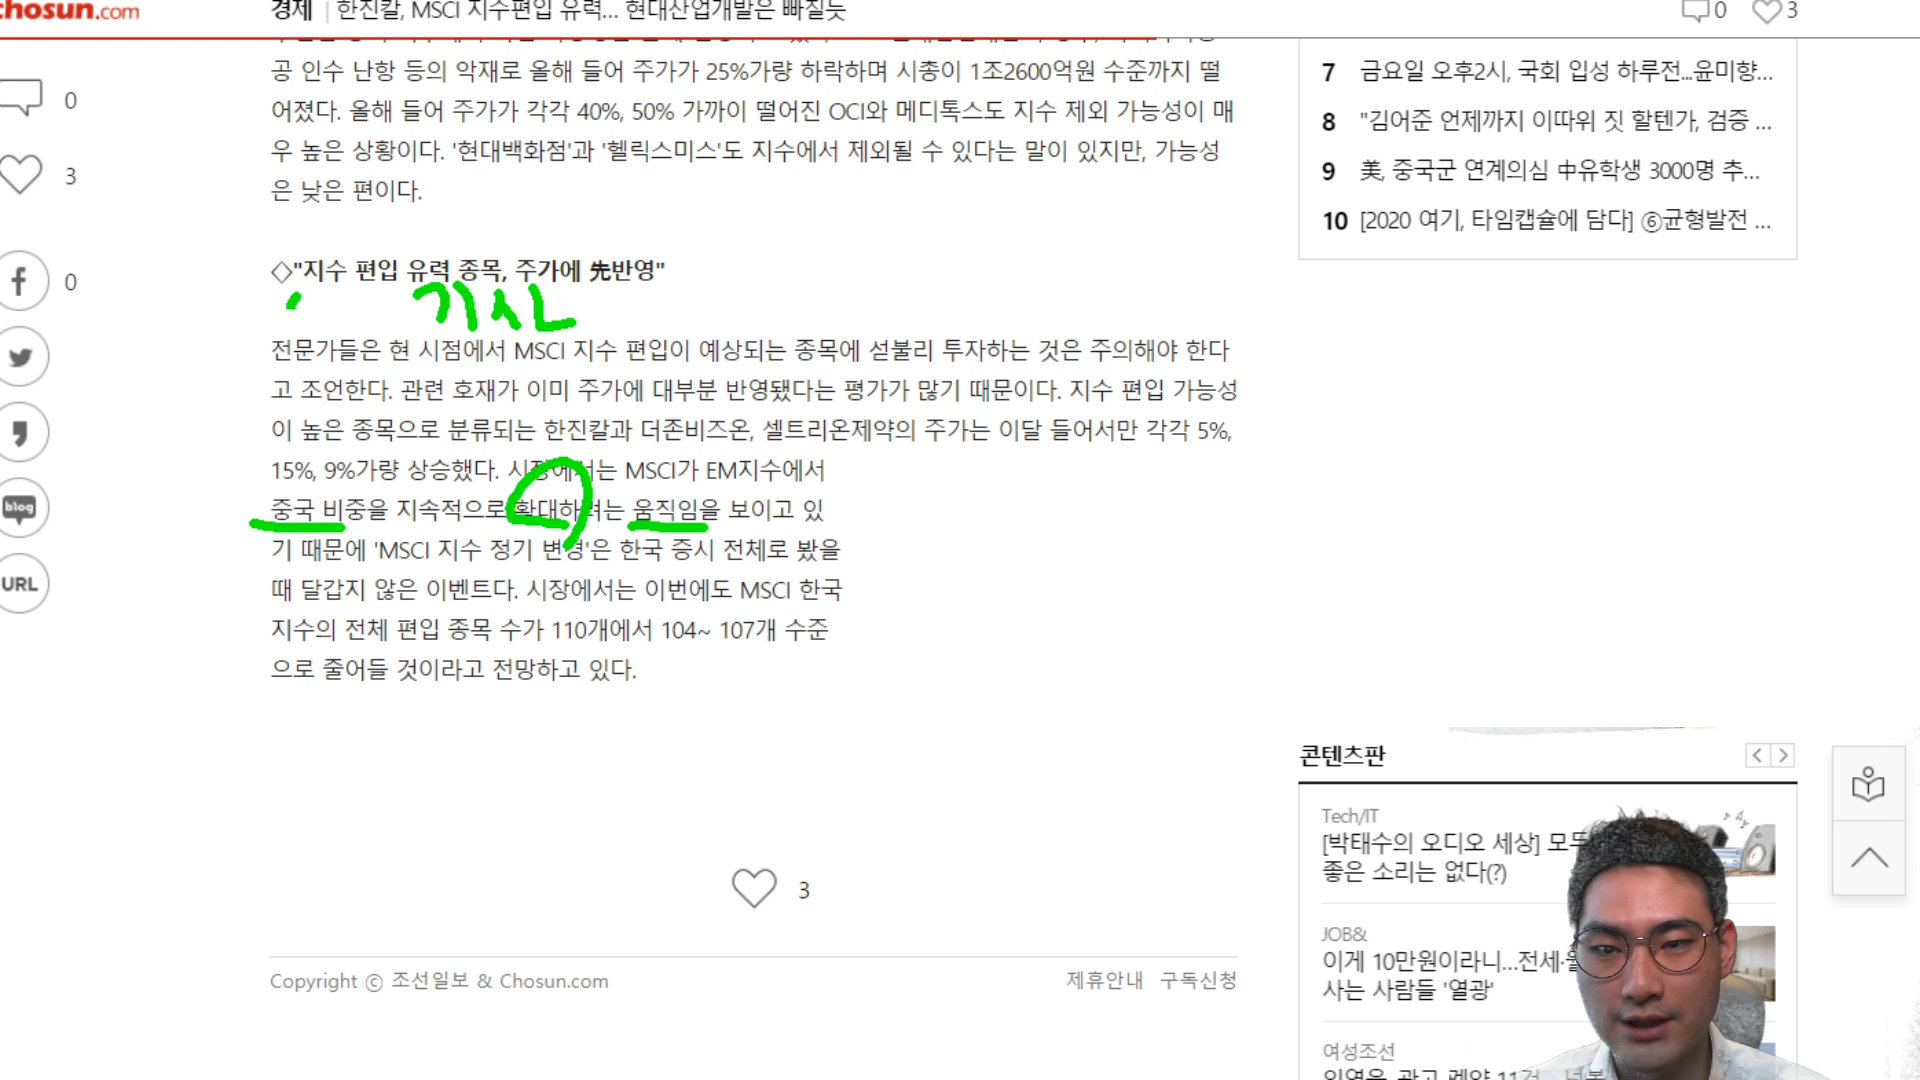 chosun.com
경제 | 한진칼, MSCI 지수편입 유력... 현대산업개발은 빠질듯
0
3
0
3
0
blog
URL
공 인수 난항 등의 악재로 올해 들어 주가가 25%가량 하락하며 시총이 1조2600억원 수준까지 떨
어졌다. 올해 들어 주가가 각각 40%, 50% 가까이 떨어진 OCI와 메디톡스도 지수 제외 가능성이 매
우 높은 상황이다. '현대백화점'과 '헬릭스미스'도 지수에서 제외될 수 있다는 말이 있지만, 가능성
은 낮은 편이다.
◇"지수 편입 유력 종목, 주가에 先반영"
전문가들은 현 시점에서 MSCI 지수 편입이 예상되는 종목에 섣불리 투자하는 것은 주의해야 한다
고 조언한다. 관련 호재가 이미 주가에 대부분 반영됐다는 평가가 많기 때문이다. 지수 편입 가능성
이 높은 종목으로 분류되는 한진칼과 더존비즈온, 셀트리온제약의 주가는 이달 들어서만 각각 5%,
15%, 9%가량 상승했다. 시장에서는 MSCI가 EM지수에서
중국 비중을 지속적으로 확대하려는 움직임을 보이고 있
기 때문에 'MSCI 지수 정기 변경'은 한국 증시 전체로 봤을
때 달갑지 않은 이벤트다. 시장에서는 이번에도 MSCI 한국
지수의 전체 편입 종목 수가 110개에서 104~ 107개 수준
으로 줄어들 것이라고 전망하고 있다.
3
Copyright ⓒ 조선일보 & Chosun.com
제휴안내 구독신청
7 금요일 오후2시, 국회 입성 하루전...윤미향...
8 "김어준 언제까지 이따위 짓 할텐가, 검증 ...
9 美, 중국군 연계의심 中유학생 3000명 추...
10 [2020 여기, 타임캡슐에 담다] ⑥균형발전 ...
콘텐츠판
Tech/IT
[박태수의 오디오 세상] 모두
좋은 소리는 없다(?)
JOB&
이게 10만원이라니...전세·월
사는 사람들 '열광'
여성조선